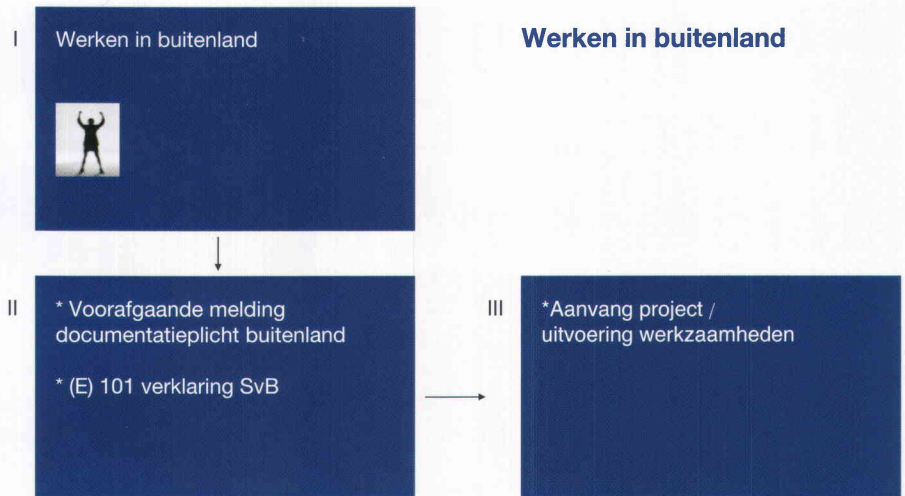 I
Werken in buitenland
Werken in buitenland
II
* Voorafgaande melding
documentatieplicht buitenland
* (E) 101 verklaring SvB
III
*Aanvang project /
uitvoering werkzaamheden